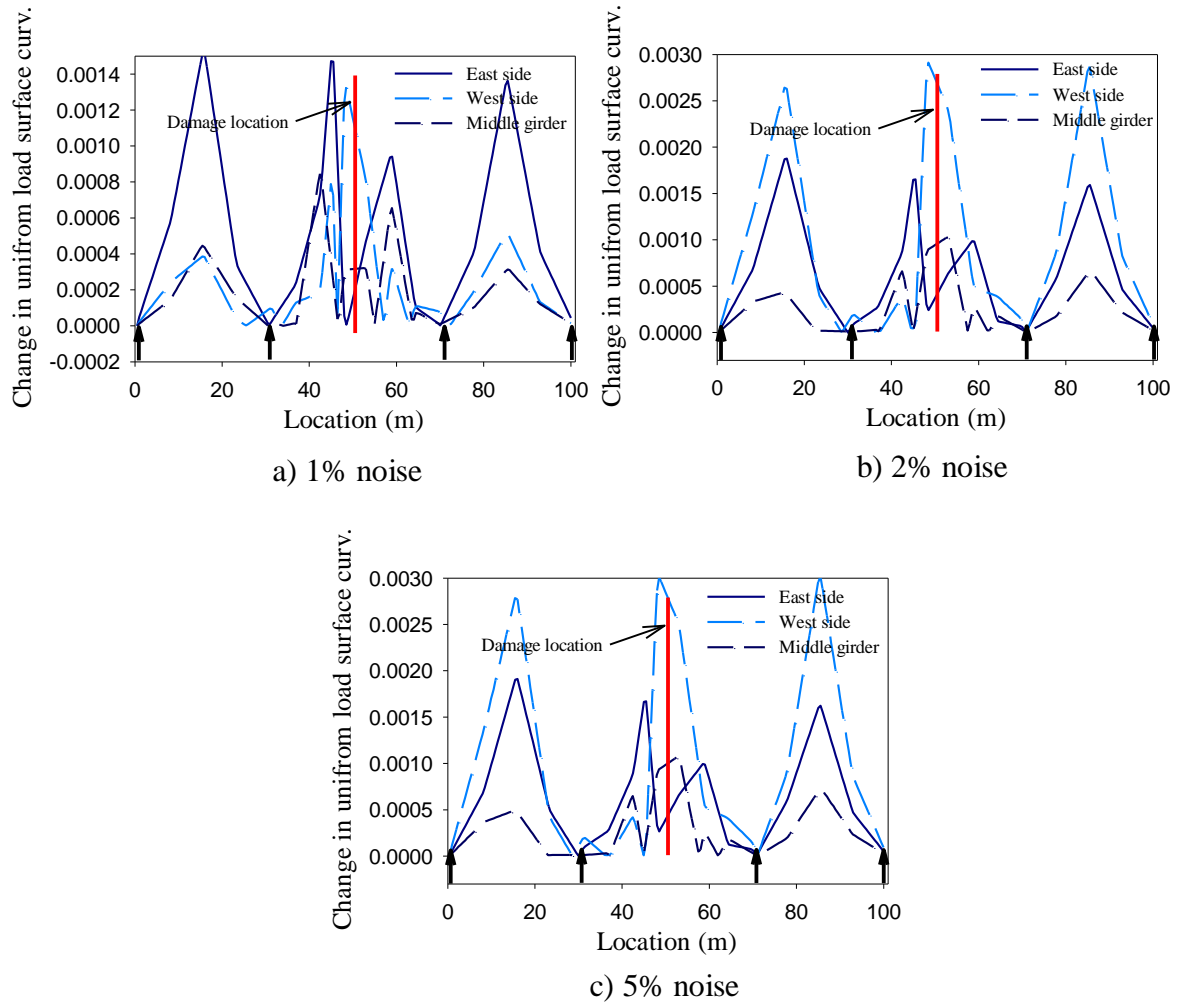 Change in unifrom load surface curv.
0.0014
0.0012
0.0010
0.0008
0.0006
0.0004
0.0002
0.0000
-0.0002
East side
West side
Middle girder
Damage location
0 20 40 60 80 100
Location (m)
a) 1% noise
Change in unifrom load surface curv.
0.0030
0.0025
0.0020
0.0015
0.0010
0.0005
0.0000
East side
West side
Middle girder
Damage location
0 20 40 60 80 100
Location (m)
b) 2% noise
Change in unifrom load surface curv.
0.0030
0.0025
0.0020
0.0015
0.0010
0.0005
0.0000
East side
West side
Middle girder
Damage location
0 20 40 60 80 100
Location (m)
c) 5% noise